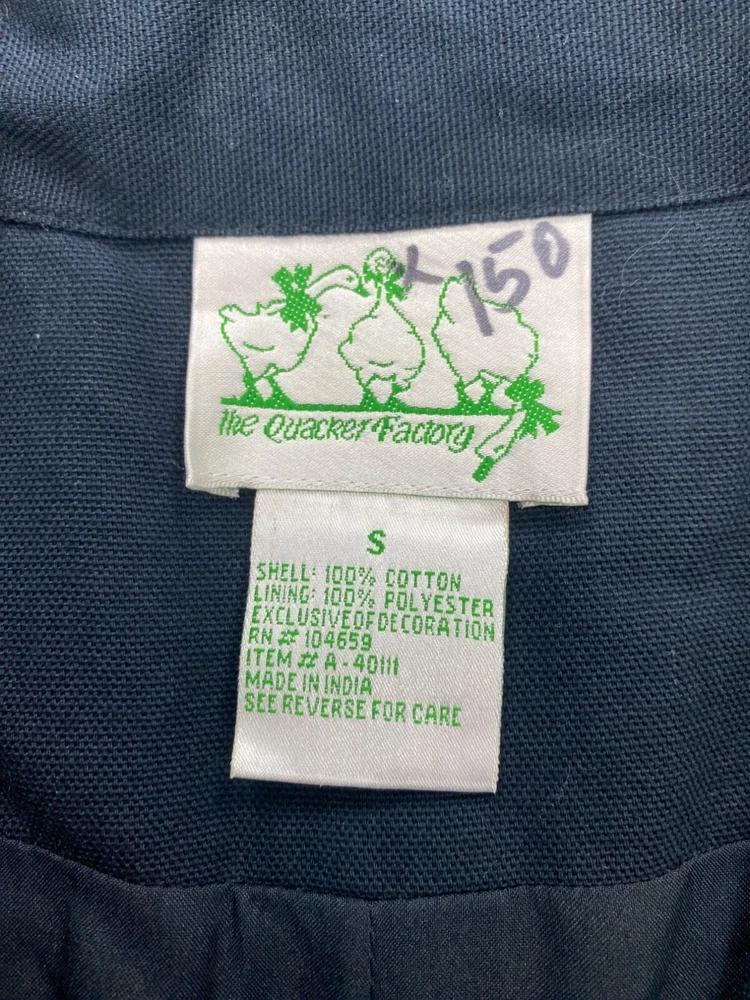 150
The Quacker Factory
S
SHELL: 100% COTTON
LINING: 100% POLYESTER
EXCLUSIVE OF DECORATION
RN # 104659
ITEM # A-40111
MADE IN INDIA
SEE REVERSE FOR CARE